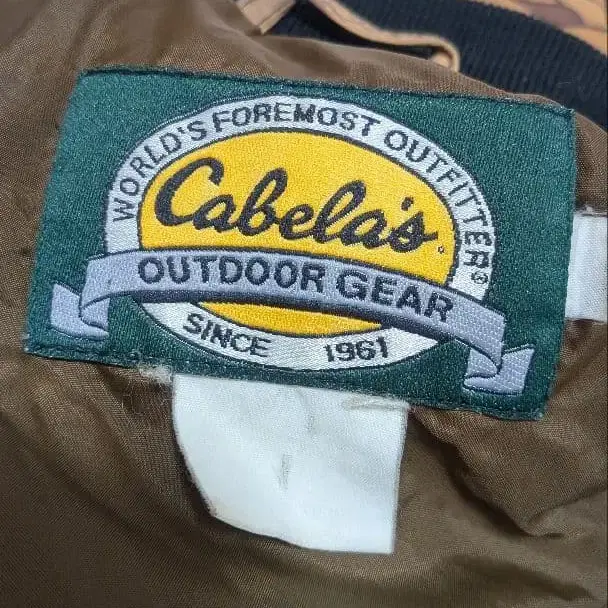 WORLD'S FOREMOST OUTFITTER®
Cabela's
OUTDOOR GEAR
SINCE 1961